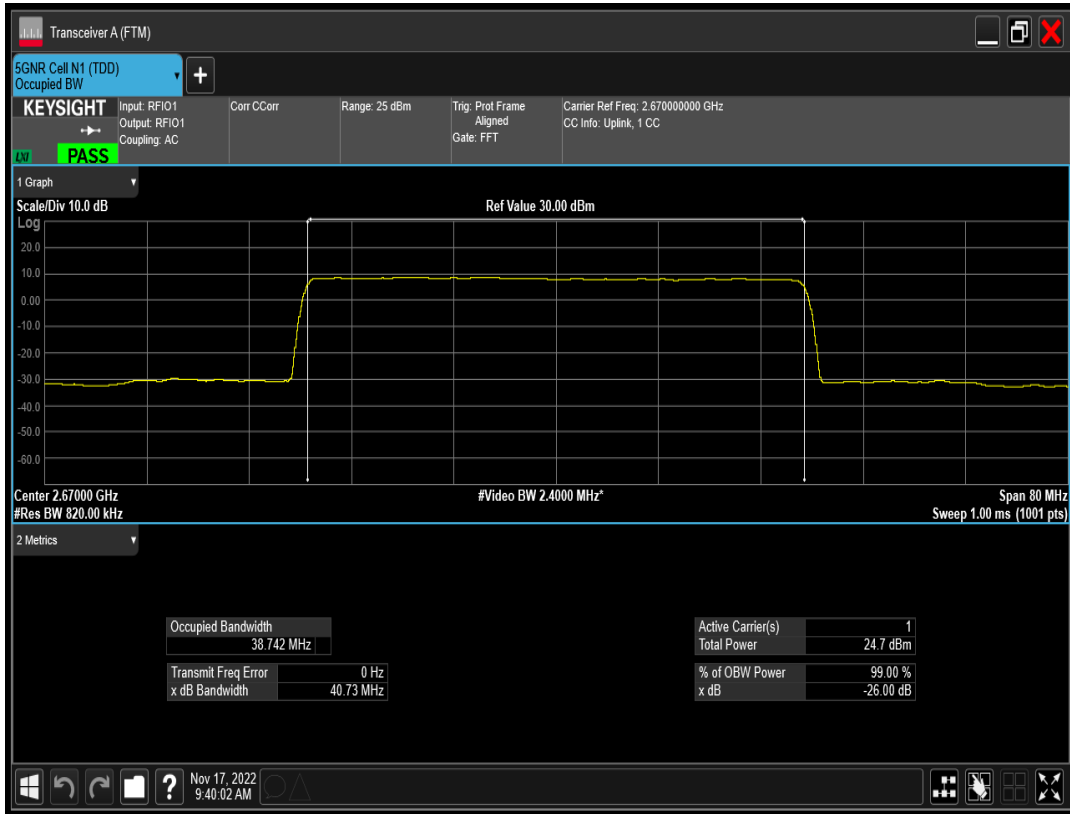 Transceiver A (FTM)
5GNR Cell N1 (TDD)
Occupied BW
+
KEYSIGHT
LXI
PASS
Input: RFIO1
Output: RFIO1
Coupling: AC
Corr CCorr
Range: 25 dBm
Trig: Prot Frame
Aligned
Gate: FFT
Carrier Ref Freq: 2.670000000 GHz
CC Info: Uplink, 1 CC
1 Graph
Scale/Div 10.0 dB
Ref Value 30.00 dBm
Log
20.0
10.0
0.00
-10.0
-20.0
-30.0
-40.0
-50.0
-60.0
Center 2.67000 GHz
#Video BW 2.4000 MHz*
Span 80 MHz
#Res BW 820.00 kHz
Sweep 1.00 ms (1001 pts)
2 Metrics
Occupied Bandwidth
38.742 MHz
Transmit Freq Error 0 Hz
x dB Bandwidth 40.73 MHz
Active Carrier(s) 1
Total Power 24.7 dBm
% of OBW Power 99.00 %
x dB -26.00 dB
?
Nov 17, 2022
9:40:02 AM